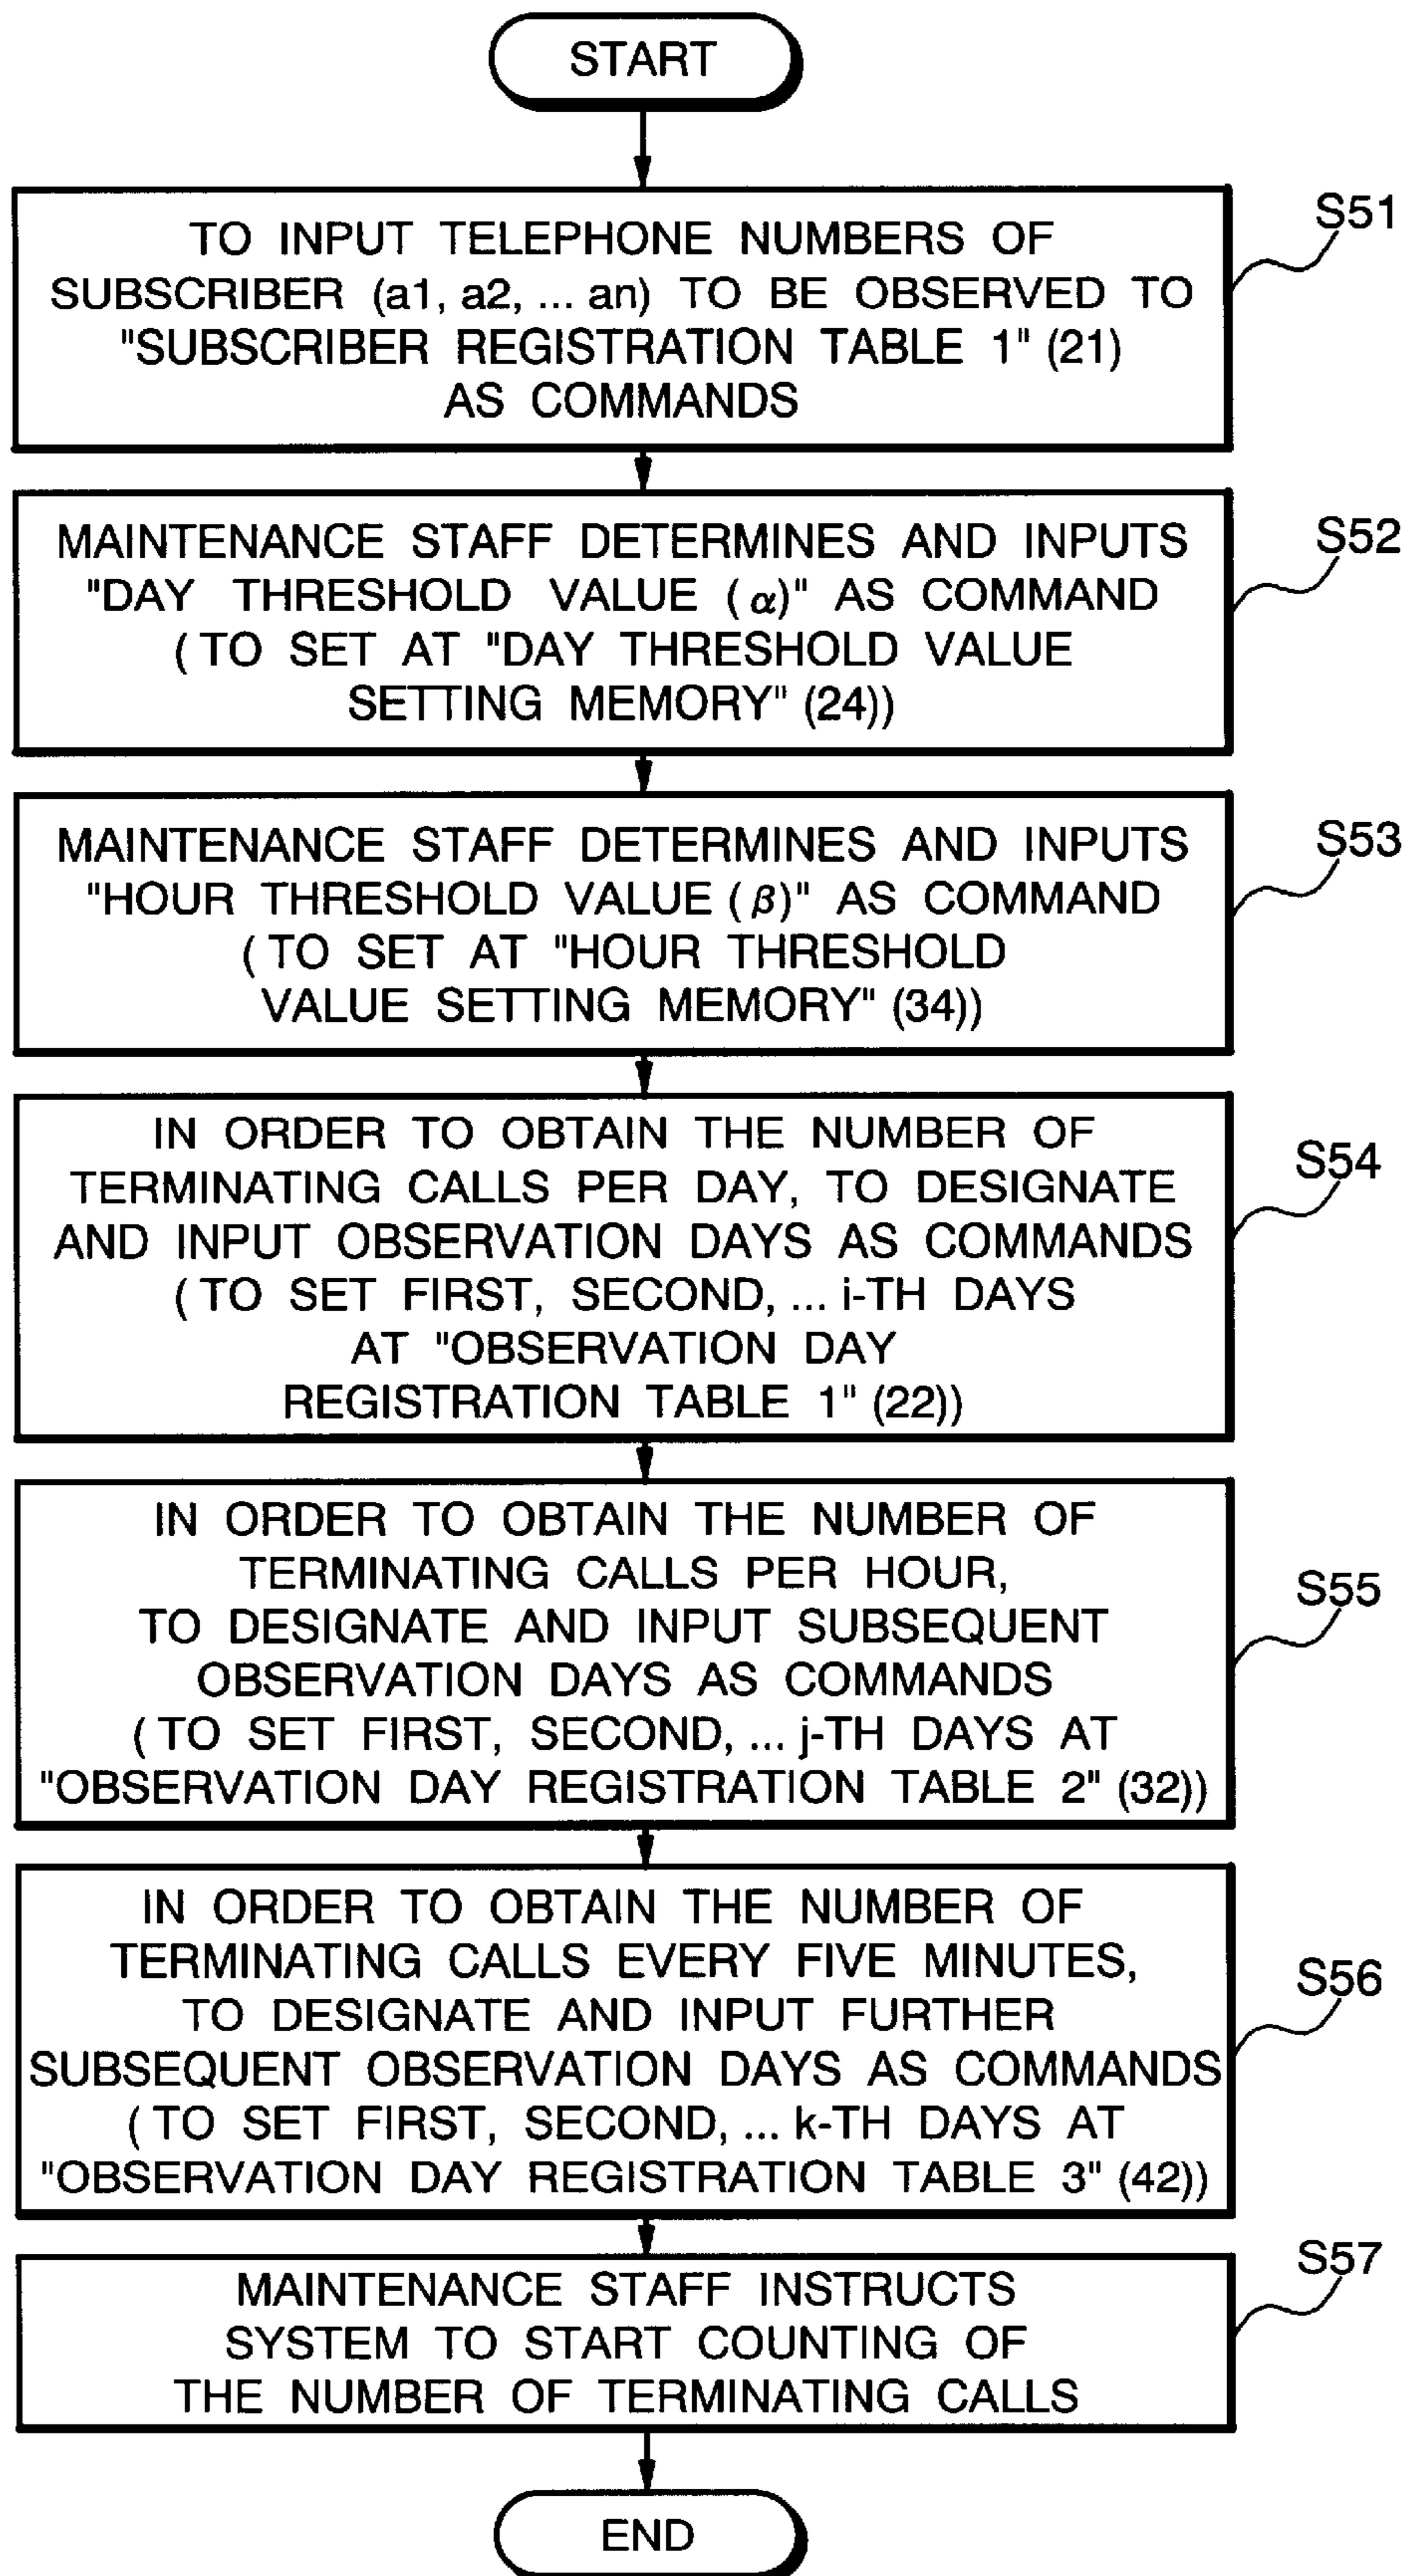 START
TO INPUT TELEPHONE NUMBERS OF
SUBSCRIBER (a1, a2, ... an) TO BE OBSERVED TO
"SUBSCRIBER REGISTRATION TABLE 1" (21)
AS COMMANDS
S51
MAINTENANCE STAFF DETERMINES AND INPUTS
"DAY THRESHOLD VALUE (α)" AS COMMAND
(TO SET AT "DAY THRESHOLD VALUE
SETTING MEMORY" (24))
S52
MAINTENANCE STAFF DETERMINES AND INPUTS
"HOUR THRESHOLD VALUE (β)" AS COMMAND
(TO SET AT "HOUR THRESHOLD
VALUE SETTING MEMORY" (34))
S53
IN ORDER TO OBTAIN THE NUMBER OF
TERMINATING CALLS PER DAY, TO DESIGNATE
AND INPUT OBSERVATION DAYS AS COMMANDS
(TO SET FIRST, SECOND, ... i-TH DAYS
AT "OBSERVATION DAY
REGISTRATION TABLE 1" (22))
S54
IN ORDER TO OBTAIN THE NUMBER OF
TERMINATING CALLS PER HOUR,
TO DESIGNATE AND INPUT SUBSEQUENT
OBSERVATION DAYS AS COMMANDS
(TO SET FIRST, SECOND, ... j-TH DAYS AT
"OBSERVATION DAY REGISTRATION TABLE 2" (32))
S55
IN ORDER TO OBTAIN THE NUMBER OF
TERMINATING CALLS EVERY FIVE MINUTES,
TO DESIGNATE AND INPUT FURTHER
SUBSEQUENT OBSERVATION DAYS AS COMMANDS
(TO SET FIRST, SECOND, ... k-TH DAYS AT
"OBSERVATION DAY REGISTRATION TABLE 3" (42))
S56
MAINTENANCE STAFF INSTRUCTS
SYSTEM TO START COUNTING OF
THE NUMBER OF TERMINATING CALLS
S57
END